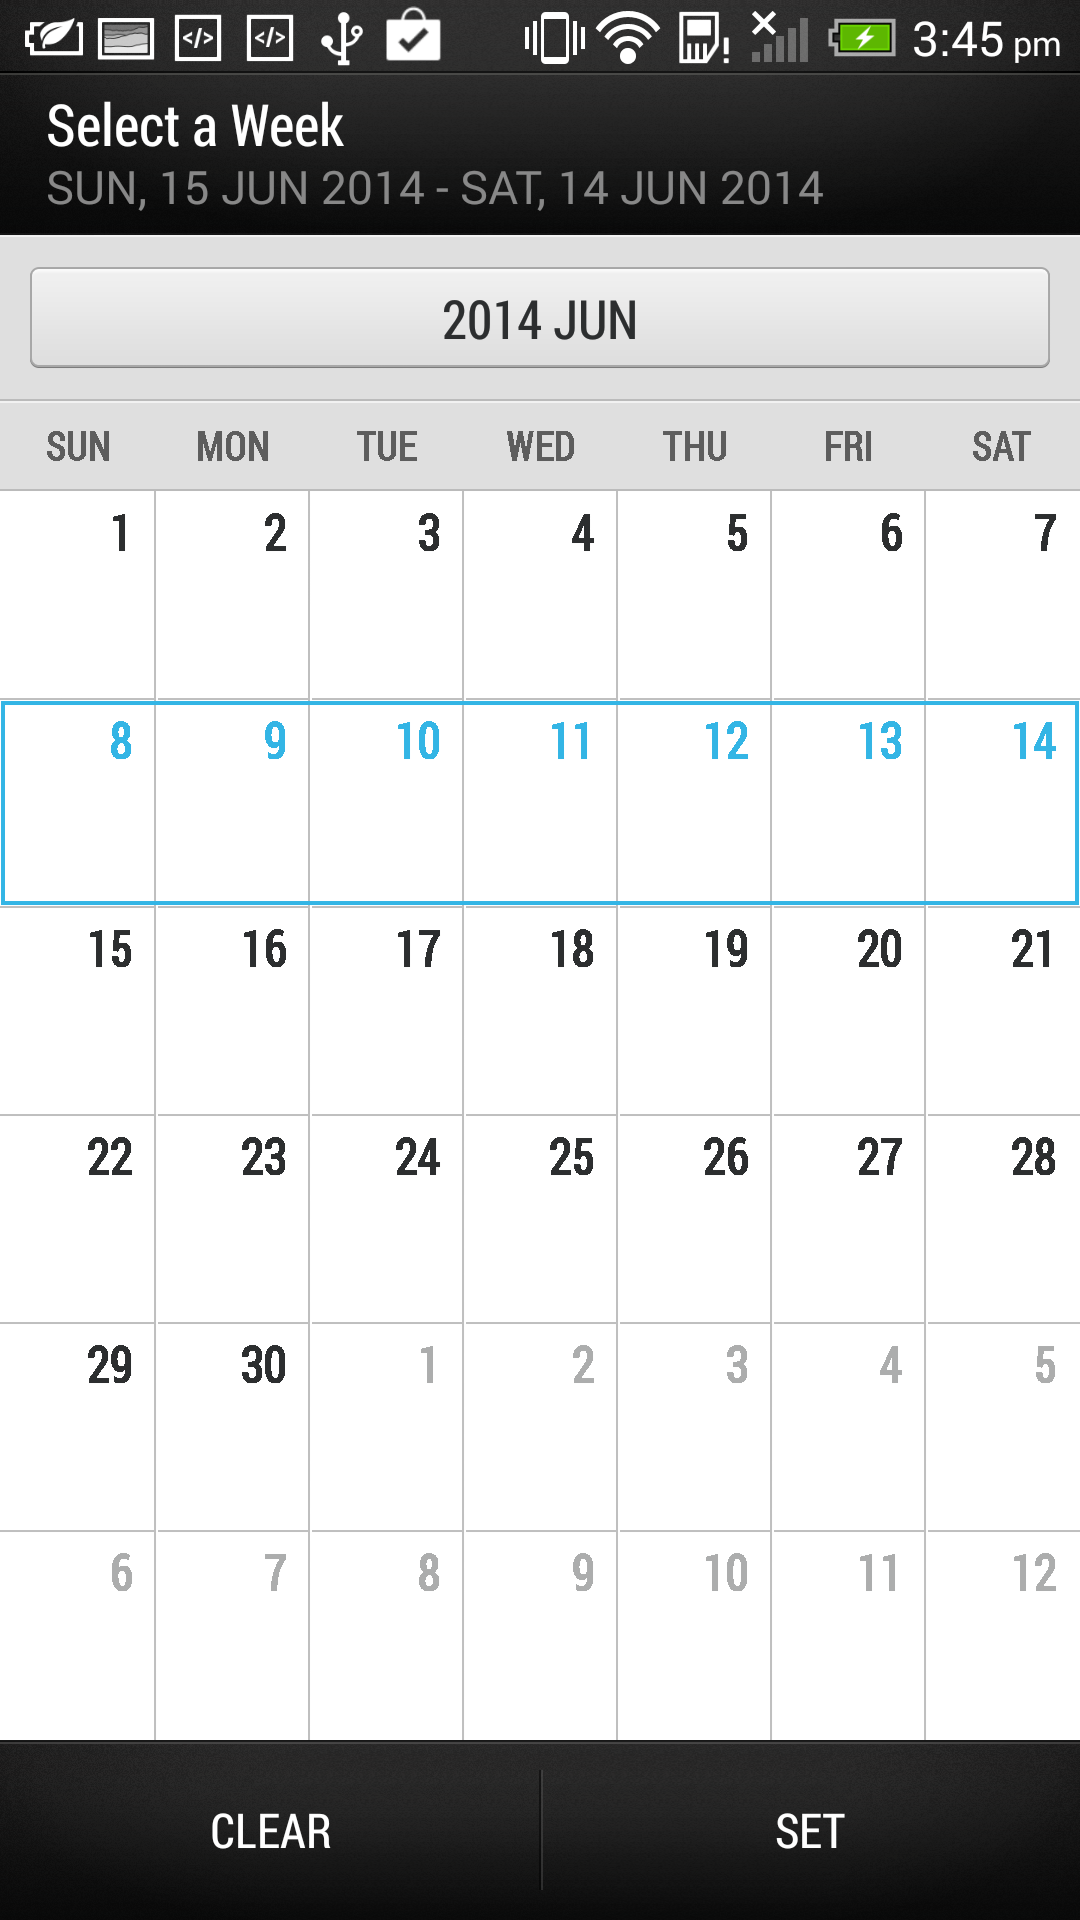 3:45 pm
Select a Week
SUN, 15 JUN 2014 - SAT, 14 JUN 2014
2014 JUN
SUN MON TUE WED THU FRI SAT
1 2 3 4 5 6 7
8 9 10 11 12 13 14
15 16 17 18 19 20 21
22 23 24 25 26 27 28
29 30 1 2 3 4 5
6 7 8 9 10 11 12
CLEAR SET